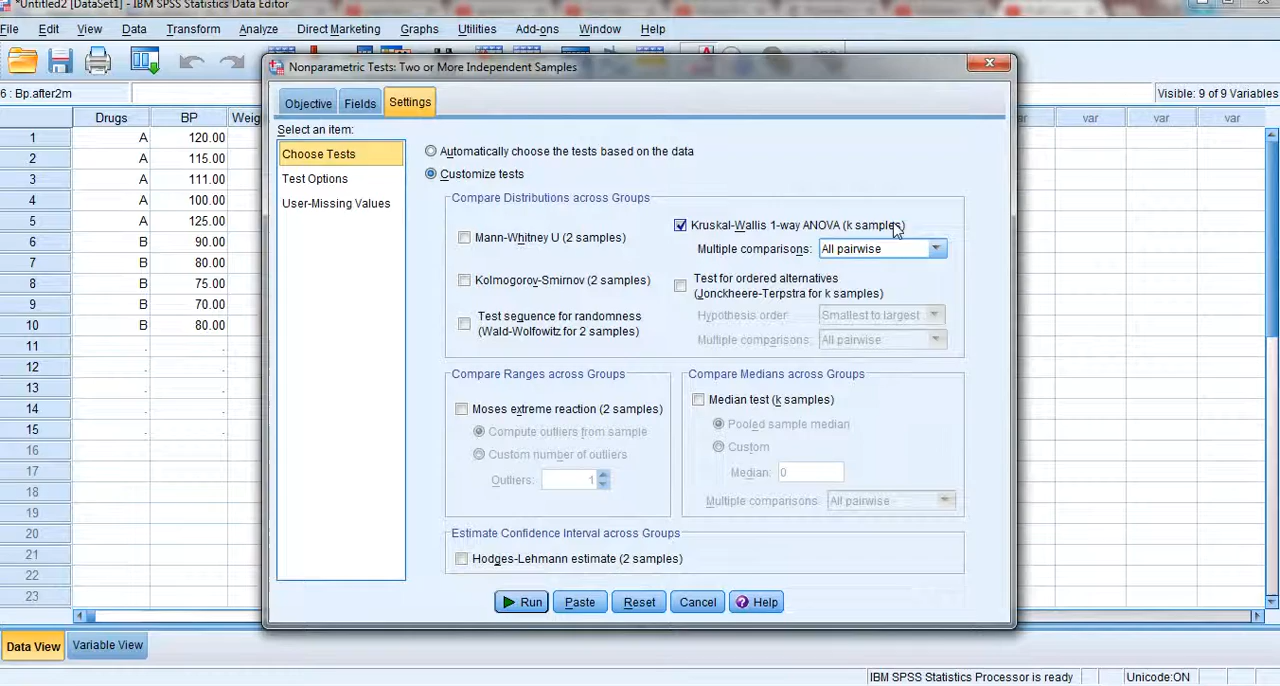 *Untitled2 [DataSet1] - IBM SPSS Statistics Data Editor
File Edit View Data Transform Analyze Direct Marketing Graphs Utilities Add-ons Window Help
6 : Bp.after2m
Visible: 9 of 9 Variables
Drugs BP Weig var var var var
1 A 120.00
2 A 115.00
3 A 111.00
4 A 100.00
5 A 125.00
6 B 90.00
7 B 80.00
8 B 75.00
9 B 70.00
10 B 80.00
11 . .
12 . .
13 . .
14 . .
15 . .
16
17
18
19
20
21
22
23
Nonparametric Tests: Two or More Independent Samples
Objective Fields Settings
Select an item:
Choose Tests
Test Options
User-Missing Values
Automatically choose the tests based on the data
Customize tests
Compare Distributions across Groups
Mann-Whitney U (2 samples)
Kolmogorov-Smirnov (2 samples)
Test sequence for randomness
(Wald-Wolfowitz for 2 samples)
Kruskal-Wallis 1-way ANOVA (k samples)
Multiple comparisons: All pairwise
Test for ordered alternatives
(Jonckheere-Terpstra for k samples)
Hypothesis order Smallest to largest
Multiple comparisons: All pairwise
Compare Ranges across Groups
Moses extreme reaction (2 samples)
Compute outliers from sample
Custom number of outliers
Outliers: 1
Compare Medians across Groups
Median test (k samples)
Pooled sample median
Custom
Median: 0
Multiple comparisons: All pairwise
Estimate Confidence Interval across Groups
Hodges-Lehmann estimate (2 samples)
Run Paste Reset Cancel Help
Data View Variable View
IBM SPSS Statistics Processor is ready Unicode:ON